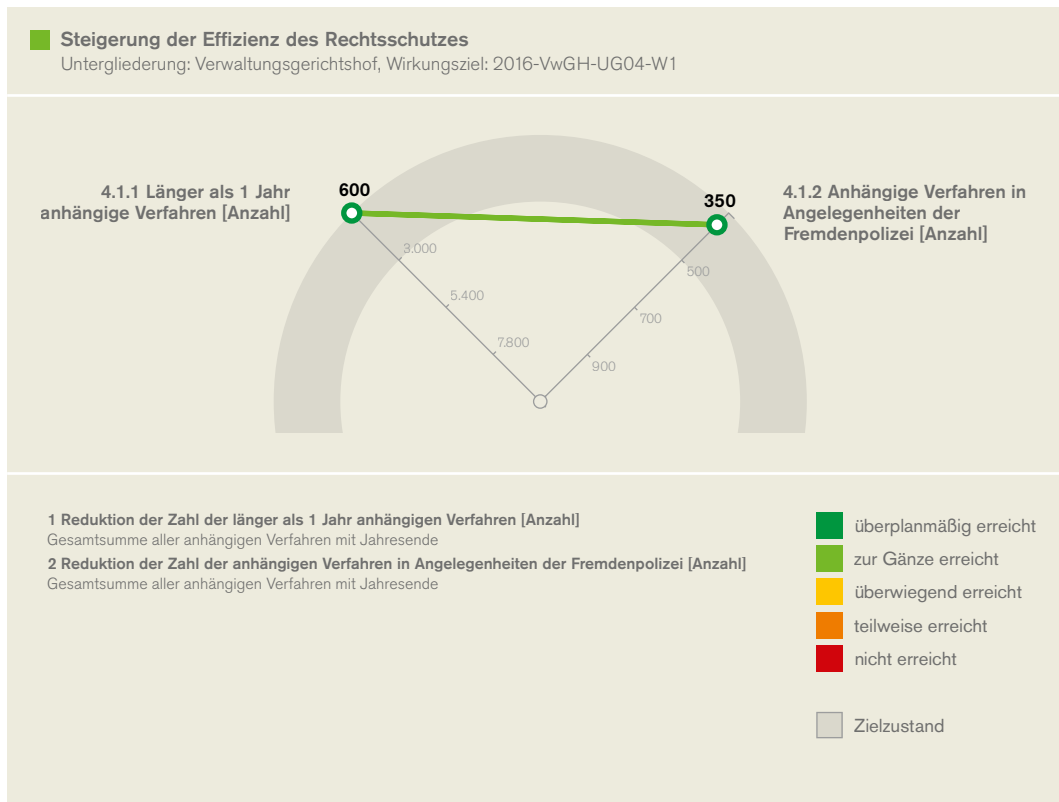 Steigerung der Effizienz des Rechtsschutzes
Untergliederung: Verwaltungsgerichtshof, Wirkungsziel: 2016-VwGH-UG04-W1
4.1.1 Länger als 1 Jahr
anhängige Verfahren [Anzahl]
600
350
4.1.2 Anhängige Verfahren in
Angelegenheiten der
Fremdenpolizei [Anzahl]
3.000
5.400
7.800
500
700
900
1 Reduktion der Zahl der länger als 1 Jahr anhängigen Verfahren [Anzahl]
Gesamtsumme aller anhängigen Verfahren mit Jahresende
2 Reduktion der Zahl der anhängigen Verfahren in Angelegenheiten der Fremdenpolizei [Anzahl]
Gesamtsumme aller anhängigen Verfahren mit Jahresende
überplanmäßig erreicht
zur Gänze erreicht
überwiegend erreicht
teilweise erreicht
nicht erreicht
Zielzustand